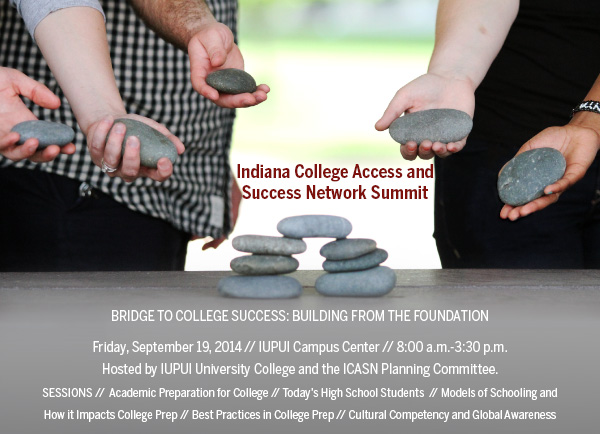 Indiana College Access and
Success Network Summit
BRIDGE TO COLLEGE SUCCESS: BUILDING FROM THE FOUNDATION
Friday, September 19, 2014 // IUPUI Campus Center // 8:00 a.m.-3:30 p.m.
Hosted by IUPUI University College and the ICASN Planning Committee.
SESSIONS // Academic Preparation for College // Today's High School Students // Models of Schooling and
How it Impacts College Prep // Best Practices in College Prep // Cultural Competency and Global Awareness